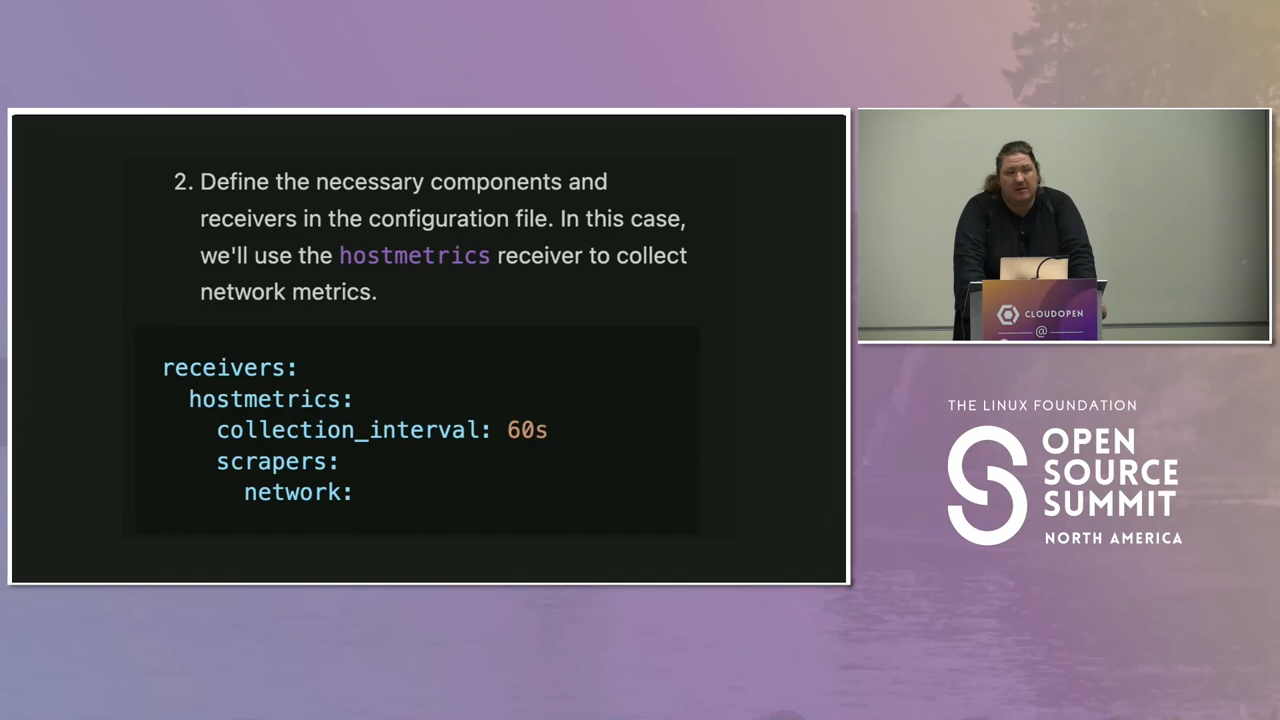 2. Define the necessary components and
receivers in the configuration file. In this case,
we'll use the hostmetrics receiver to collect
network metrics.
receivers:
  hostmetrics:
    collection_interval: 60s
    scrapers:
      network:
CLOUDOPEN
@
THE LINUX FOUNDATION
OPEN
SOURCE
SUMMIT
NORTH AMERICA